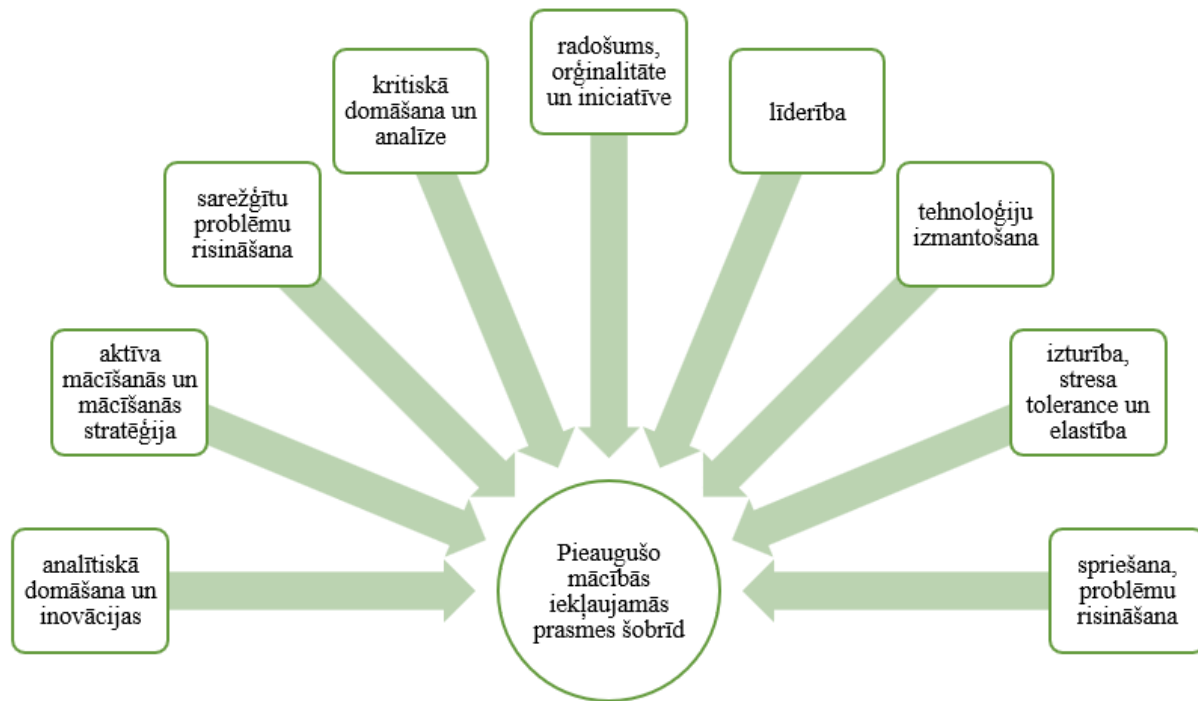 analītiskā
domāšana un
inovācijas
aktīva
mācīšanās un
mācīšanās
stratēģija
sarežģītu
problēmu
risināšana
kritiskā
domāšana un
analīze
radošums,
orģinalitāte
un iniciatīve
līderība
tehnoloģiju
izmantošana
izturība,
stresa
tolerance un
elastība
spriešana,
problēmu
risināšana
Pieaugušo
mācībās
iekļaujamās
prasmes šobrīd